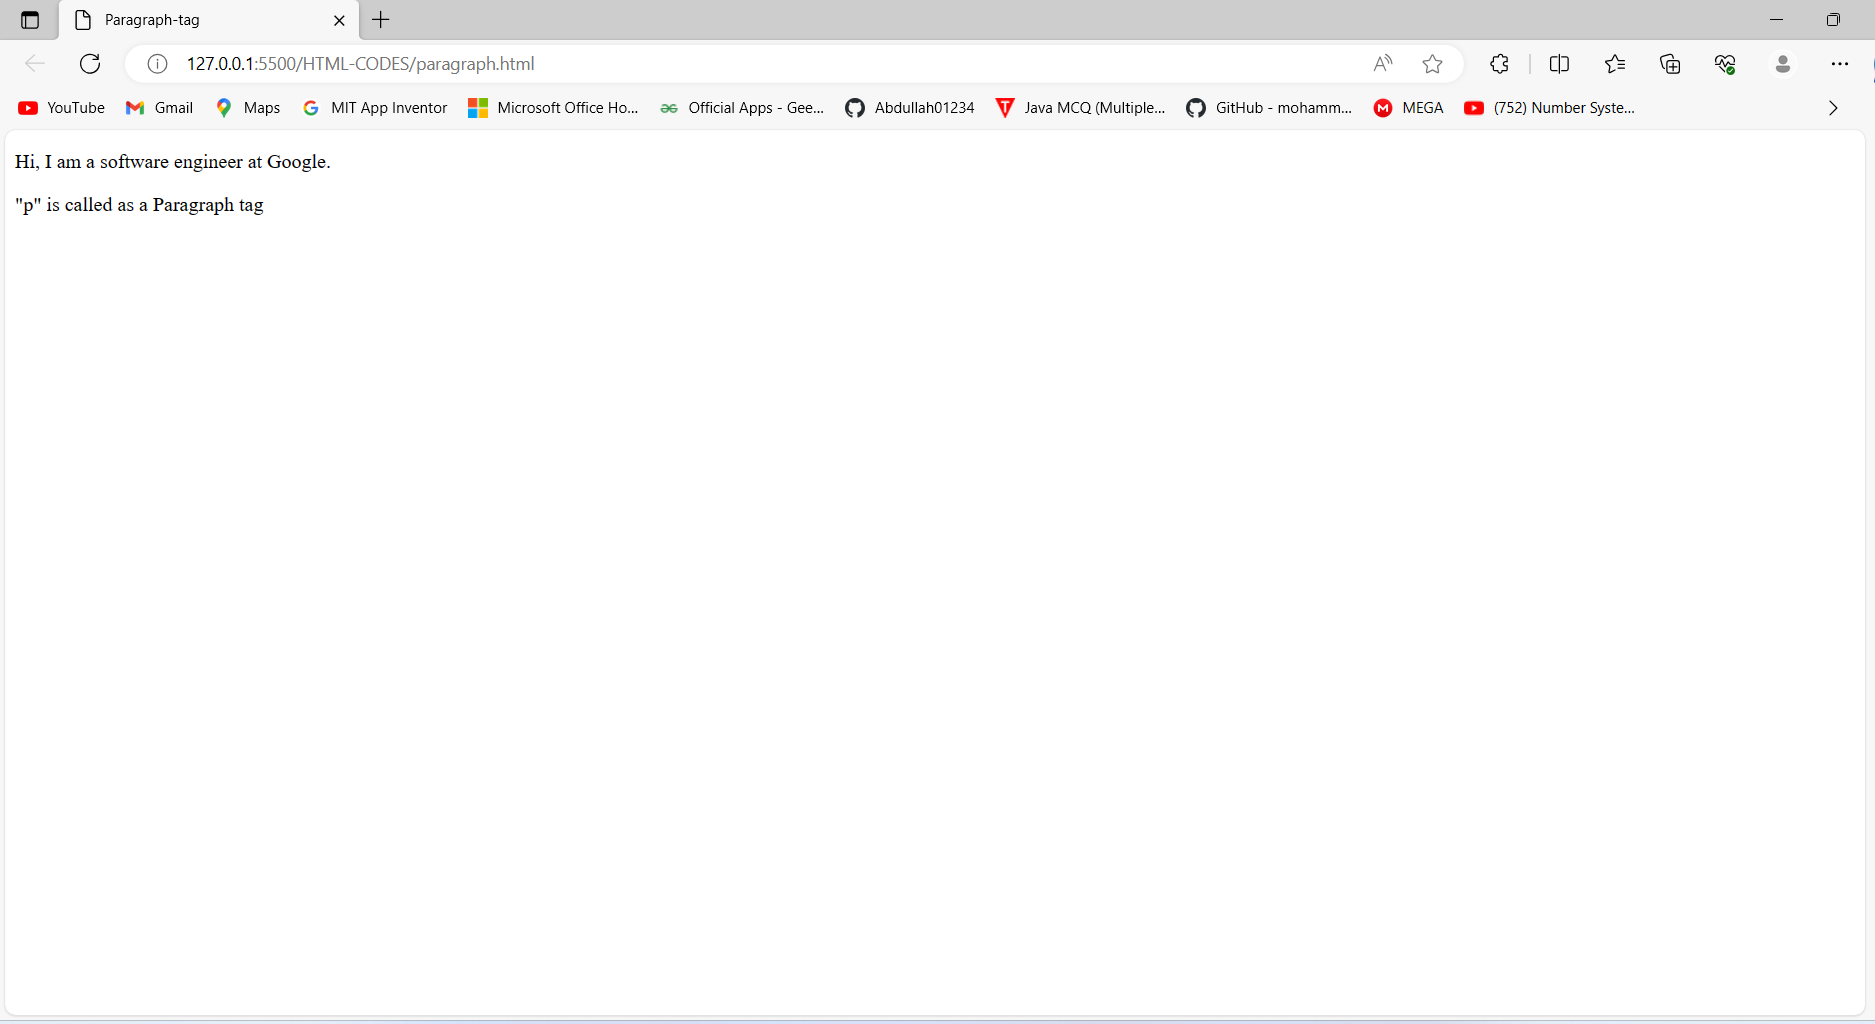 Paragraph-tag
127.0.0.1:5500/HTML-CODES/paragraph.html
YouTube Gmail Maps MIT App Inventor Microsoft Office Ho... Official Apps - Gee... Abdullah01234 Java MCQ (Multiple... GitHub - mohamm... MEGA (752) Number Syste...
Hi, I am a software engineer at Google.
"p" is called as a Paragraph tag